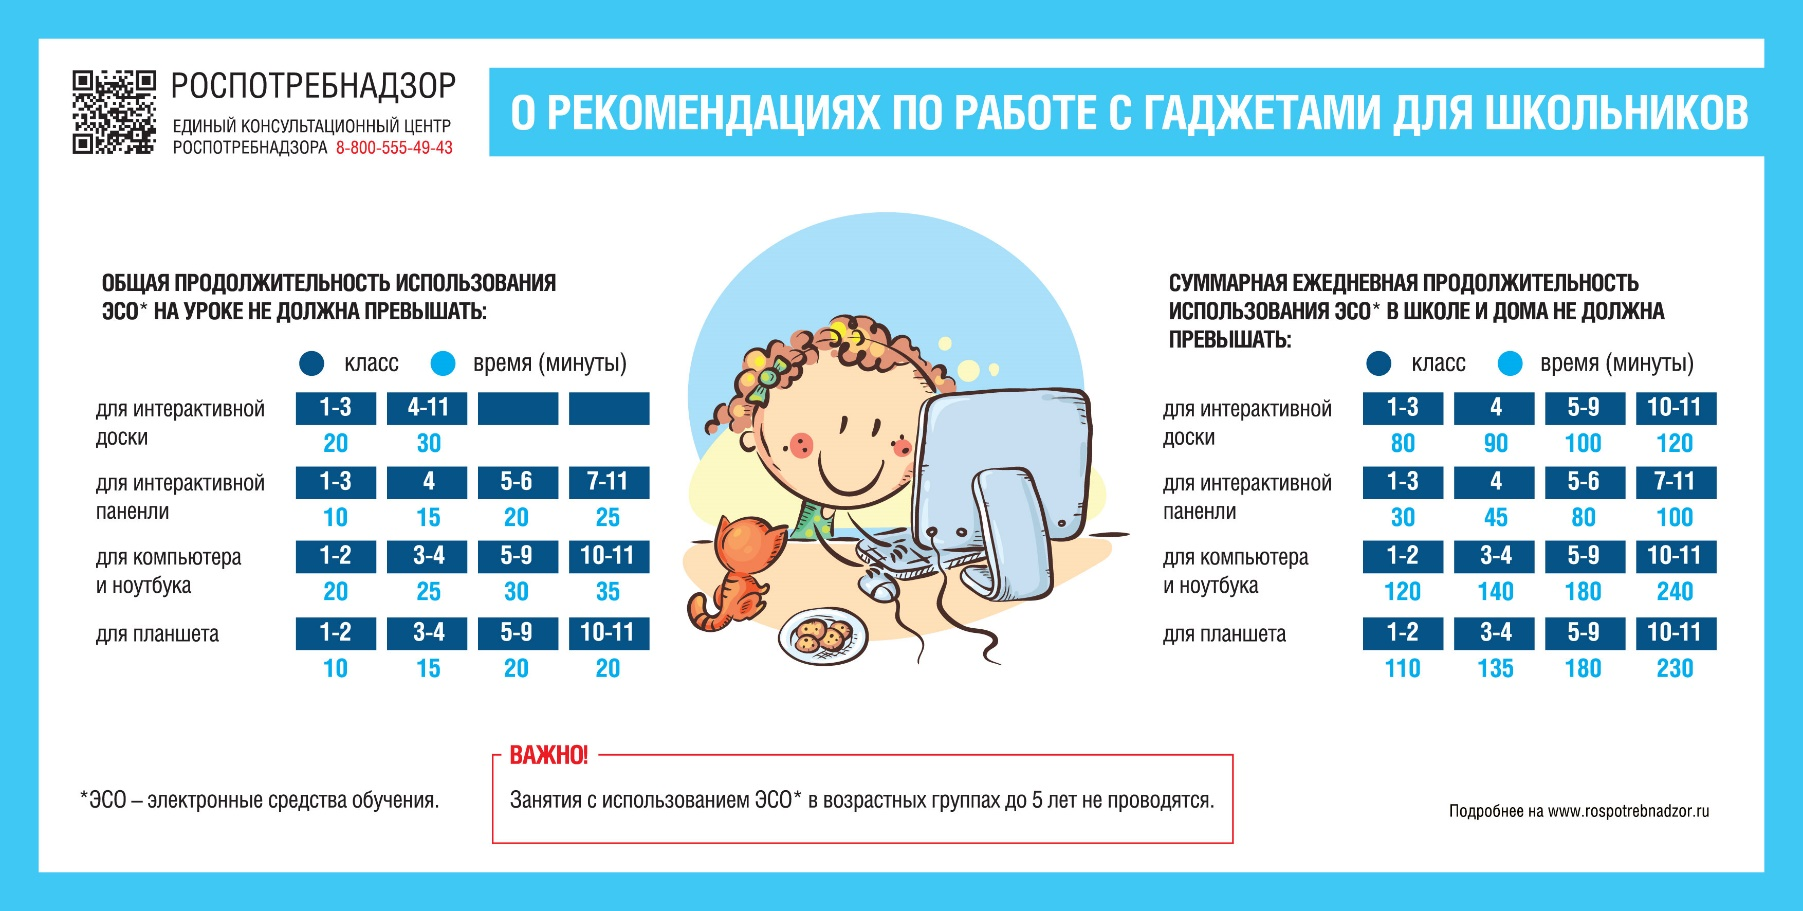 РОСПОТРЕБНАДЗОР
ЕДИНЫЙ КОНСУЛЬТАЦИОННЫЙ ЦЕНТР
РОСПОТРЕБНАДЗОРА 8-800-555-49-43
О РЕКОМЕНДАЦИЯХ ПО РАБОТЕ С ГАДЖЕТАМИ ДЛЯ ШКОЛЬНИКОВ
ОБЩАЯ ПРОДОЛЖИТЕЛЬНОСТЬ ИСПОЛЬЗОВАНИЯ
ЭСО* НА УРОКЕ НЕ ДОЛЖНА ПРЕВЫШАТЬ:
класс время (минуты)
для интерактивной
доски
1-3 4-11
20 30
для интерактивной
паненли
1-3 4 5-6 7-11
10 15 20 25
для компьютера
и ноутбука
1-2 3-4 5-9 10-11
20 25 30 35
для планшета
1-2 3-4 5-9 10-11
10 15 20 20
СУММАРНАЯ ЕЖЕДНЕВНАЯ ПРОДОЛЖИТЕЛЬНОСТЬ
ИСПОЛЬЗОВАНИЯ ЭСО* В ШКОЛЕ И ДОМА НЕ ДОЛЖНА
ПРЕВЫШАТЬ:
класс время (минуты)
для интерактивной
доски
1-3 4 5-9 10-11
80 90 100 120
для интерактивной
паненли
1-3 4 5-6 7-11
30 45 80 100
для компьютера
и ноутбука
1-2 3-4 5-9 10-11
120 140 180 240
для планшета
1-2 3-4 5-9 10-11
110 135 180 230
*ЭСО – электронные средства обучения.
ВАЖНО!
Занятия с использованием ЭСО* в возрастных группах до 5 лет не проводятся.
Подробнее на www.rospotrebnadzor.ru